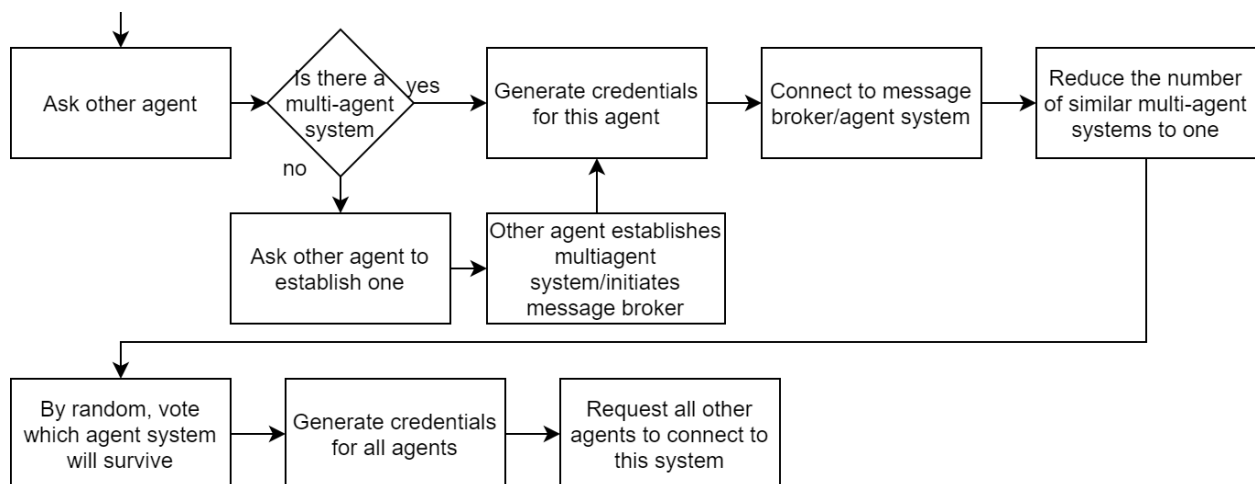 Ask other agent
Is there a
multi-agent
system
yes
no
Generate credentials
for this agent
Connect to message
broker/agent system
Reduce the number
of similar multi-agent
systems to one
Ask other agent to
establish one
Other agent establishes
multiagent
system/initiates
message broker
By random, vote
which agent system
will survive
Generate credentials
for all agents
Request all other
agents to connect to
this system